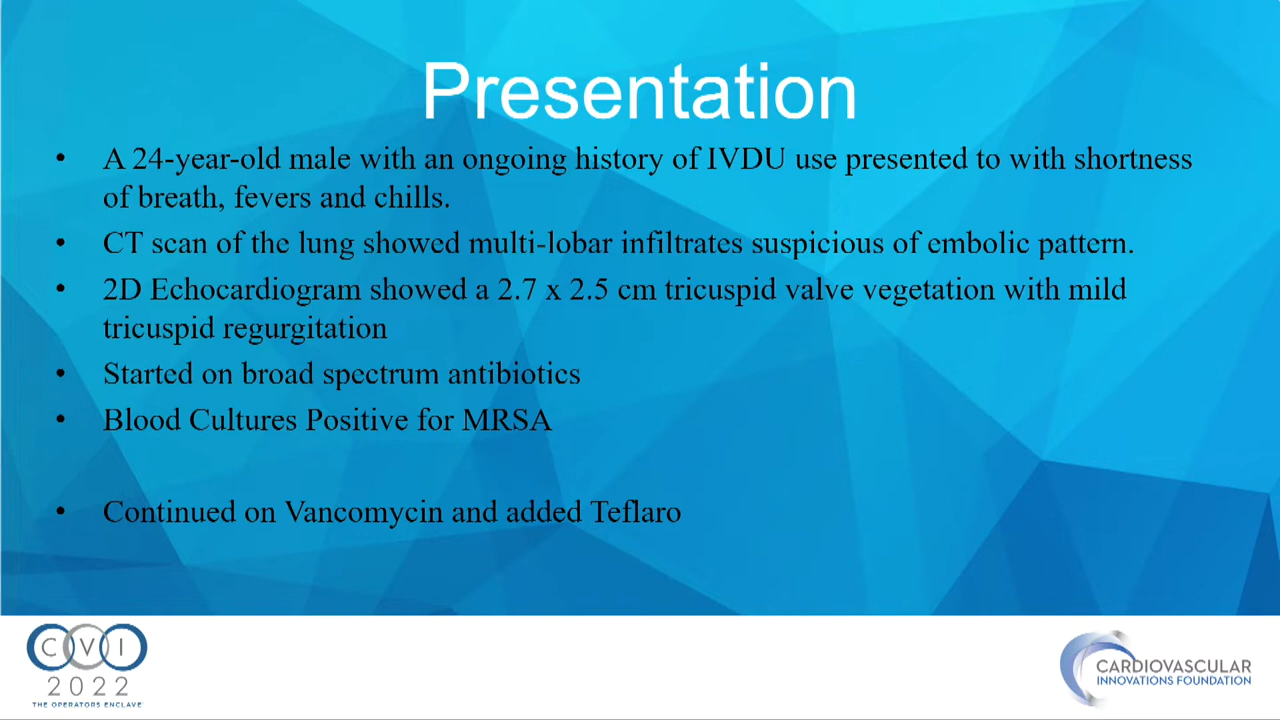 Presentation
• A 24-year-old male with an ongoing history of IVDU use presented to with shortness
of breath, fevers and chills.
• CT scan of the lung showed multi-lobar infiltrates suspicious of embolic pattern.
• 2D Echocardiogram showed a 2.7 x 2.5 cm tricuspid valve vegetation with mild
tricuspid regurgitation
• Started on broad spectrum antibiotics
• Blood Cultures Positive for MRSA
• Continued on Vancomycin and added Teflaro
CVI
2022
THE OPERATORS ENCLAVE
CARDIOVASCULAR
INNOVATIONS FOUNDATION